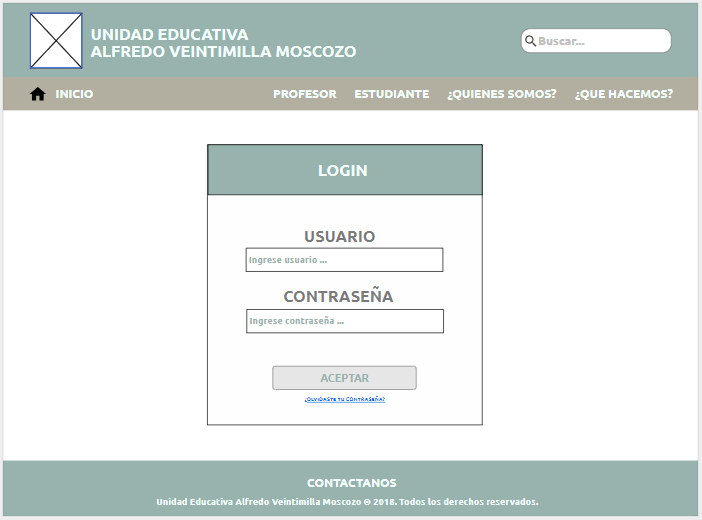 UNIDAD EDUCATIVA
ALFREDO VEINTIMILLA MOSCOZO
Buscar...
INICIO
PROFESOR
ESTUDIANTE
¿QUIENES SOMOS?
¿QUE HACEMOS?
LOGIN
USUARIO
Ingrese usuario ...
CONTRASEÑA
Ingrese contraseña ...
ACEPTAR
¿OLVIDASTE TU CONTRASEÑA?
CONTACTANOS
Unidad Educativa Alfredo Veintimilla Moscozo © 2018. Todos los derechos reservados.